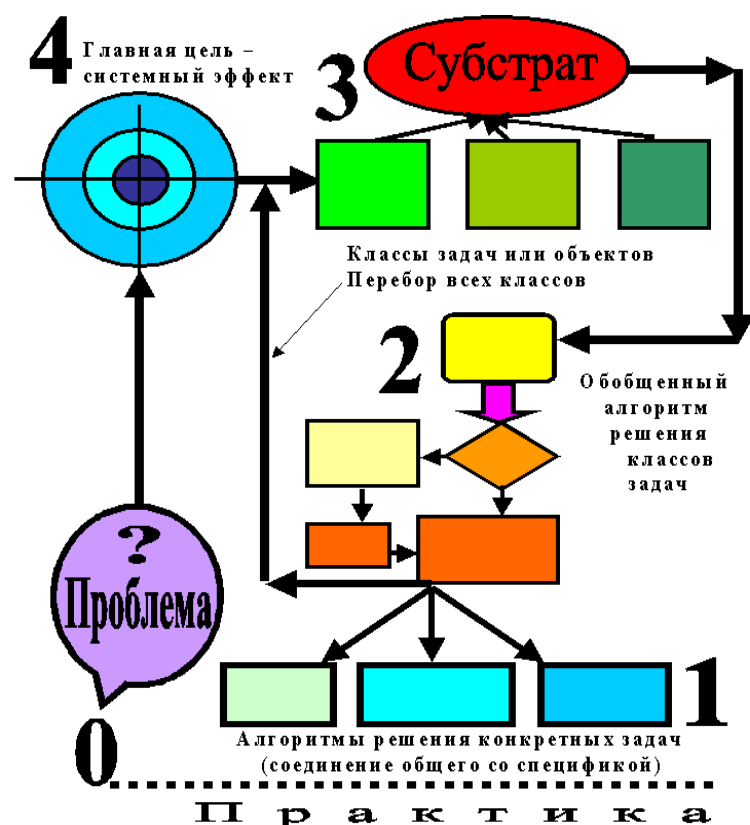 4
Главная цель –
системный эффект
3
Субстрат
Классы задач или объектов
Перебор всех классов
2
Обобщенный
алгоритм
решения
классов
задач
?
Проблема
1
0
Алгоритмы решения конкретных задач
(соединение общего со спецификой)
Практика